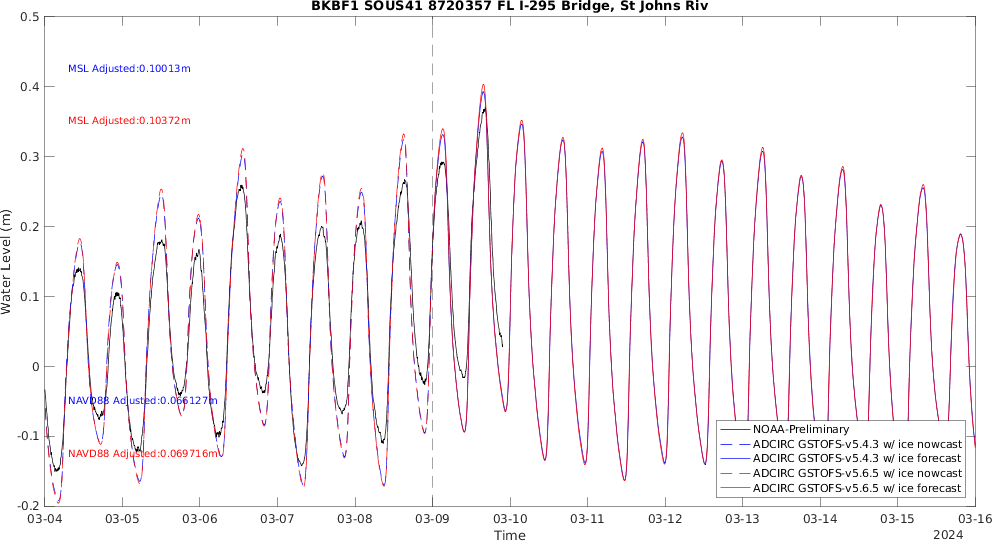 BKBF1 SOUS41 8720357 FL I-295 Bridge, St Johns Riv
0.5
0.4
0.3
0.2
0.1
0
-0.1
-0.2
Water Level (m)
MSL Adjusted:0.10013m
MSL Adjusted:0.10372m
NAVD88 Adjusted:0.066127m
NAVD88 Adjusted:0.069716m
NOAA-Preliminary
ADCIRC GSTOFS-v5.4.3 w/ ice nowcast
ADCIRC GSTOFS-v5.4.3 w/ ice forecast
ADCIRC GSTOFS-v5.6.5 w/ ice nowcast
ADCIRC GSTOFS-v5.6.5 w/ ice forecast
03-04 03-05 03-06 03-07 03-08 03-09 03-10 03-11 03-12 03-13 03-14 03-15 03-16
Time
2024